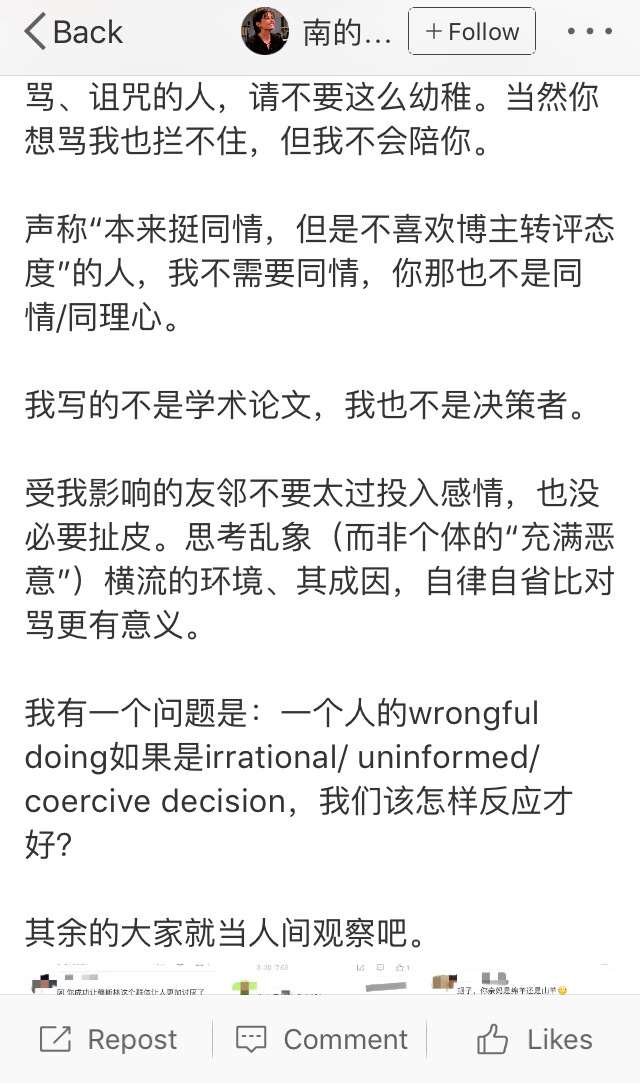 Back
南的...
+ Follow
骂、诅咒的人，请不要这么幼稚。当然你
想骂我也拦不住，但我不会陪你。
声称“本来挺同情，但是不喜欢博主转评态
度”的人，我不需要同情，你那也不是同
情/同理心。
我写的不是学术论文，我也不是决策者。
受我影响的友邻不要太过投入感情，也没
必要扯皮。思考乱象（而非个体的“充满恶
意”）横流的环境、其成因，自律自省比对
骂更有意义。
我有一个问题是：一个人的wrongful
doing如果是irrational/ uninformed/
coercive decision，我们该怎样反应才
好?
其余的大家就当人间观察吧。
Repost
Comment
Likes